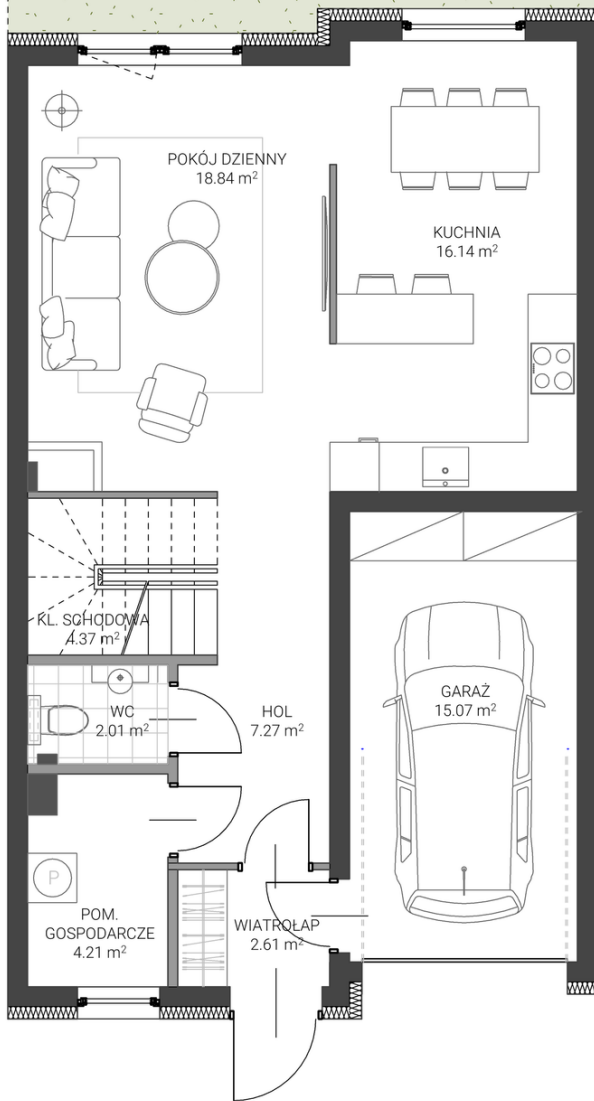 POKÓJ DZIENNY
18.84 m²
KUCHNIA
16.14 m²
KL. SCHODOWA
4.37 m²
WC
2.01 m²
HOL
7.27 m²
GARAŻ
15.07 m²
P
POM.
GOSPODARCZE
4.21 m²
WIATROŁAP
2.61 m²